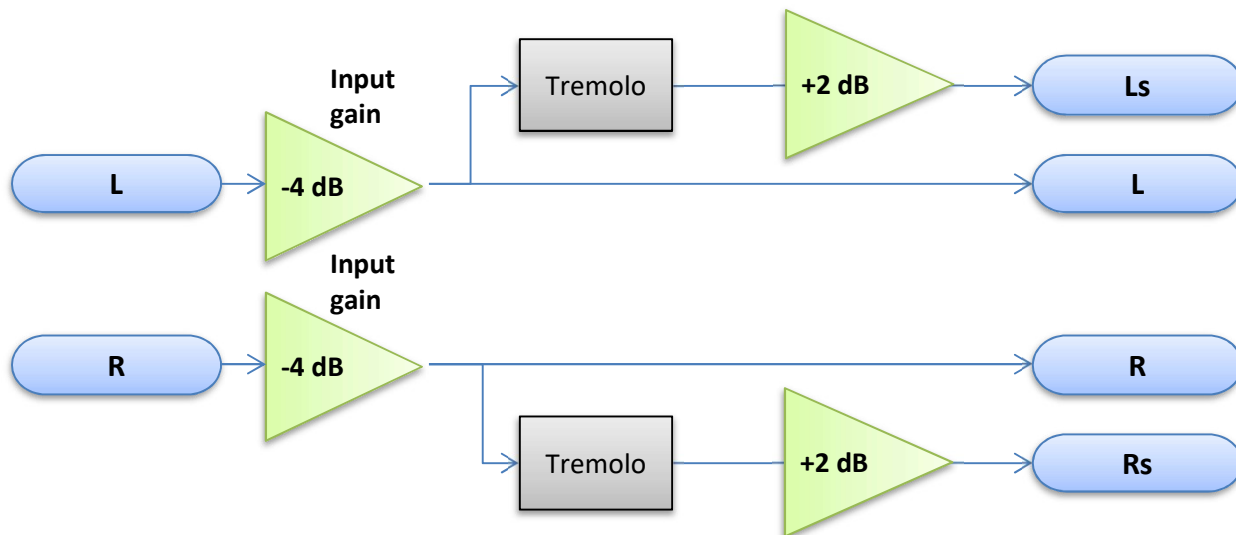 Tremolo
+2 dB
Ls
Input
gain
L
-4 dB
L
Input
gain
R
-4 dB
R
Tremolo
+2 dB
Rs